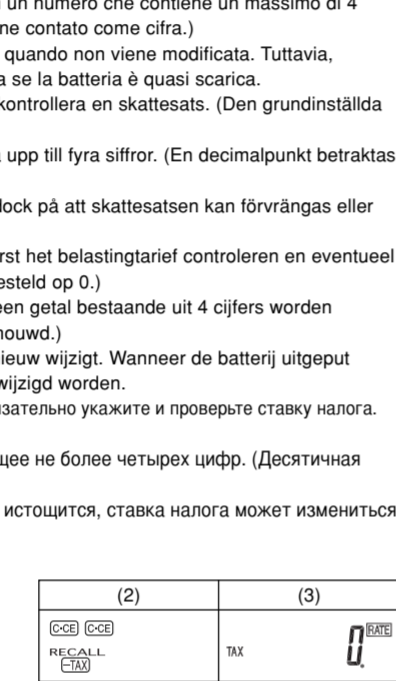 un numero che contiene un massimo di 4
ne contato come cifra.)
quando non viene modificata. Tuttavia,
a se la batteria è quasi scarica.
kontrollera en skattesats. (Den grundinställda
upp till fyra siffror. (En decimalpunkt betraktas
lock på att skattesatsen kan förvrängas eller
rst het belastingtarief controleren en eventueel
esteld op 0.)
een getal bestaande uit 4 cijfers worden
houwd.)
nieuw wijzigt. Wanneer de batterij uitgeput
wijzigd worden.
язательно укажите и проверьте ставку налога.
щее не более четырех цифр. (Десятичная
истощится, ставка налога может измениться
(2) (3)
C·CE C·CE
RECALL
−TAX
TAX 0. RATE